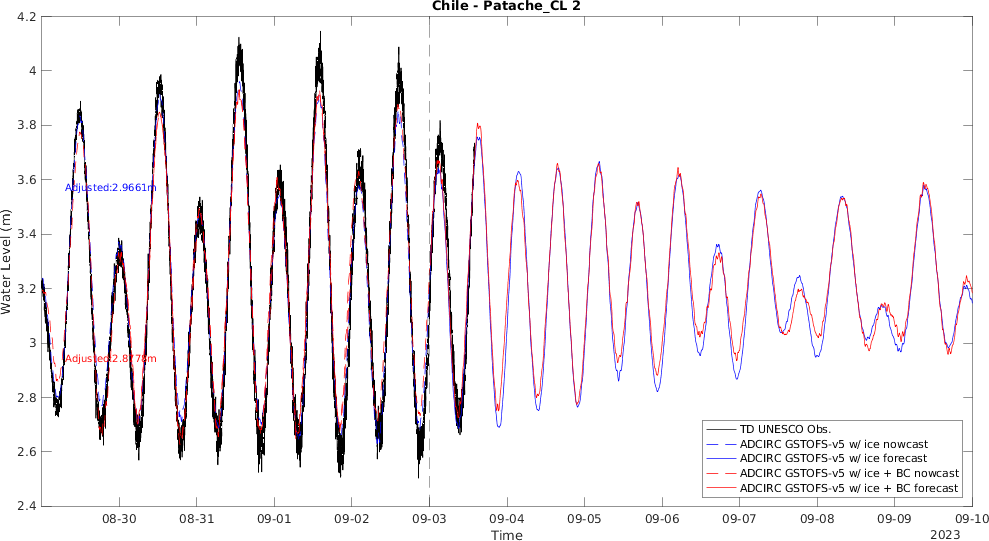 Chile - Patache_CL 2
4.2
4
3.8
3.6
3.4
3.2
3
2.8
2.6
2.4
Water Level (m)
Adjusted:2.9661m
Adjusted:2.8778m
TD UNESCO Obs.
ADCIRC GSTOFS-v5 w/ ice nowcast
ADCIRC GSTOFS-v5 w/ ice forecast
ADCIRC GSTOFS-v5 w/ ice + BC nowcast
ADCIRC GSTOFS-v5 w/ ice + BC forecast
08-30 08-31 09-01 09-02 09-03 09-04 09-05 09-06 09-07 09-08 09-09 09-10
Time
2023